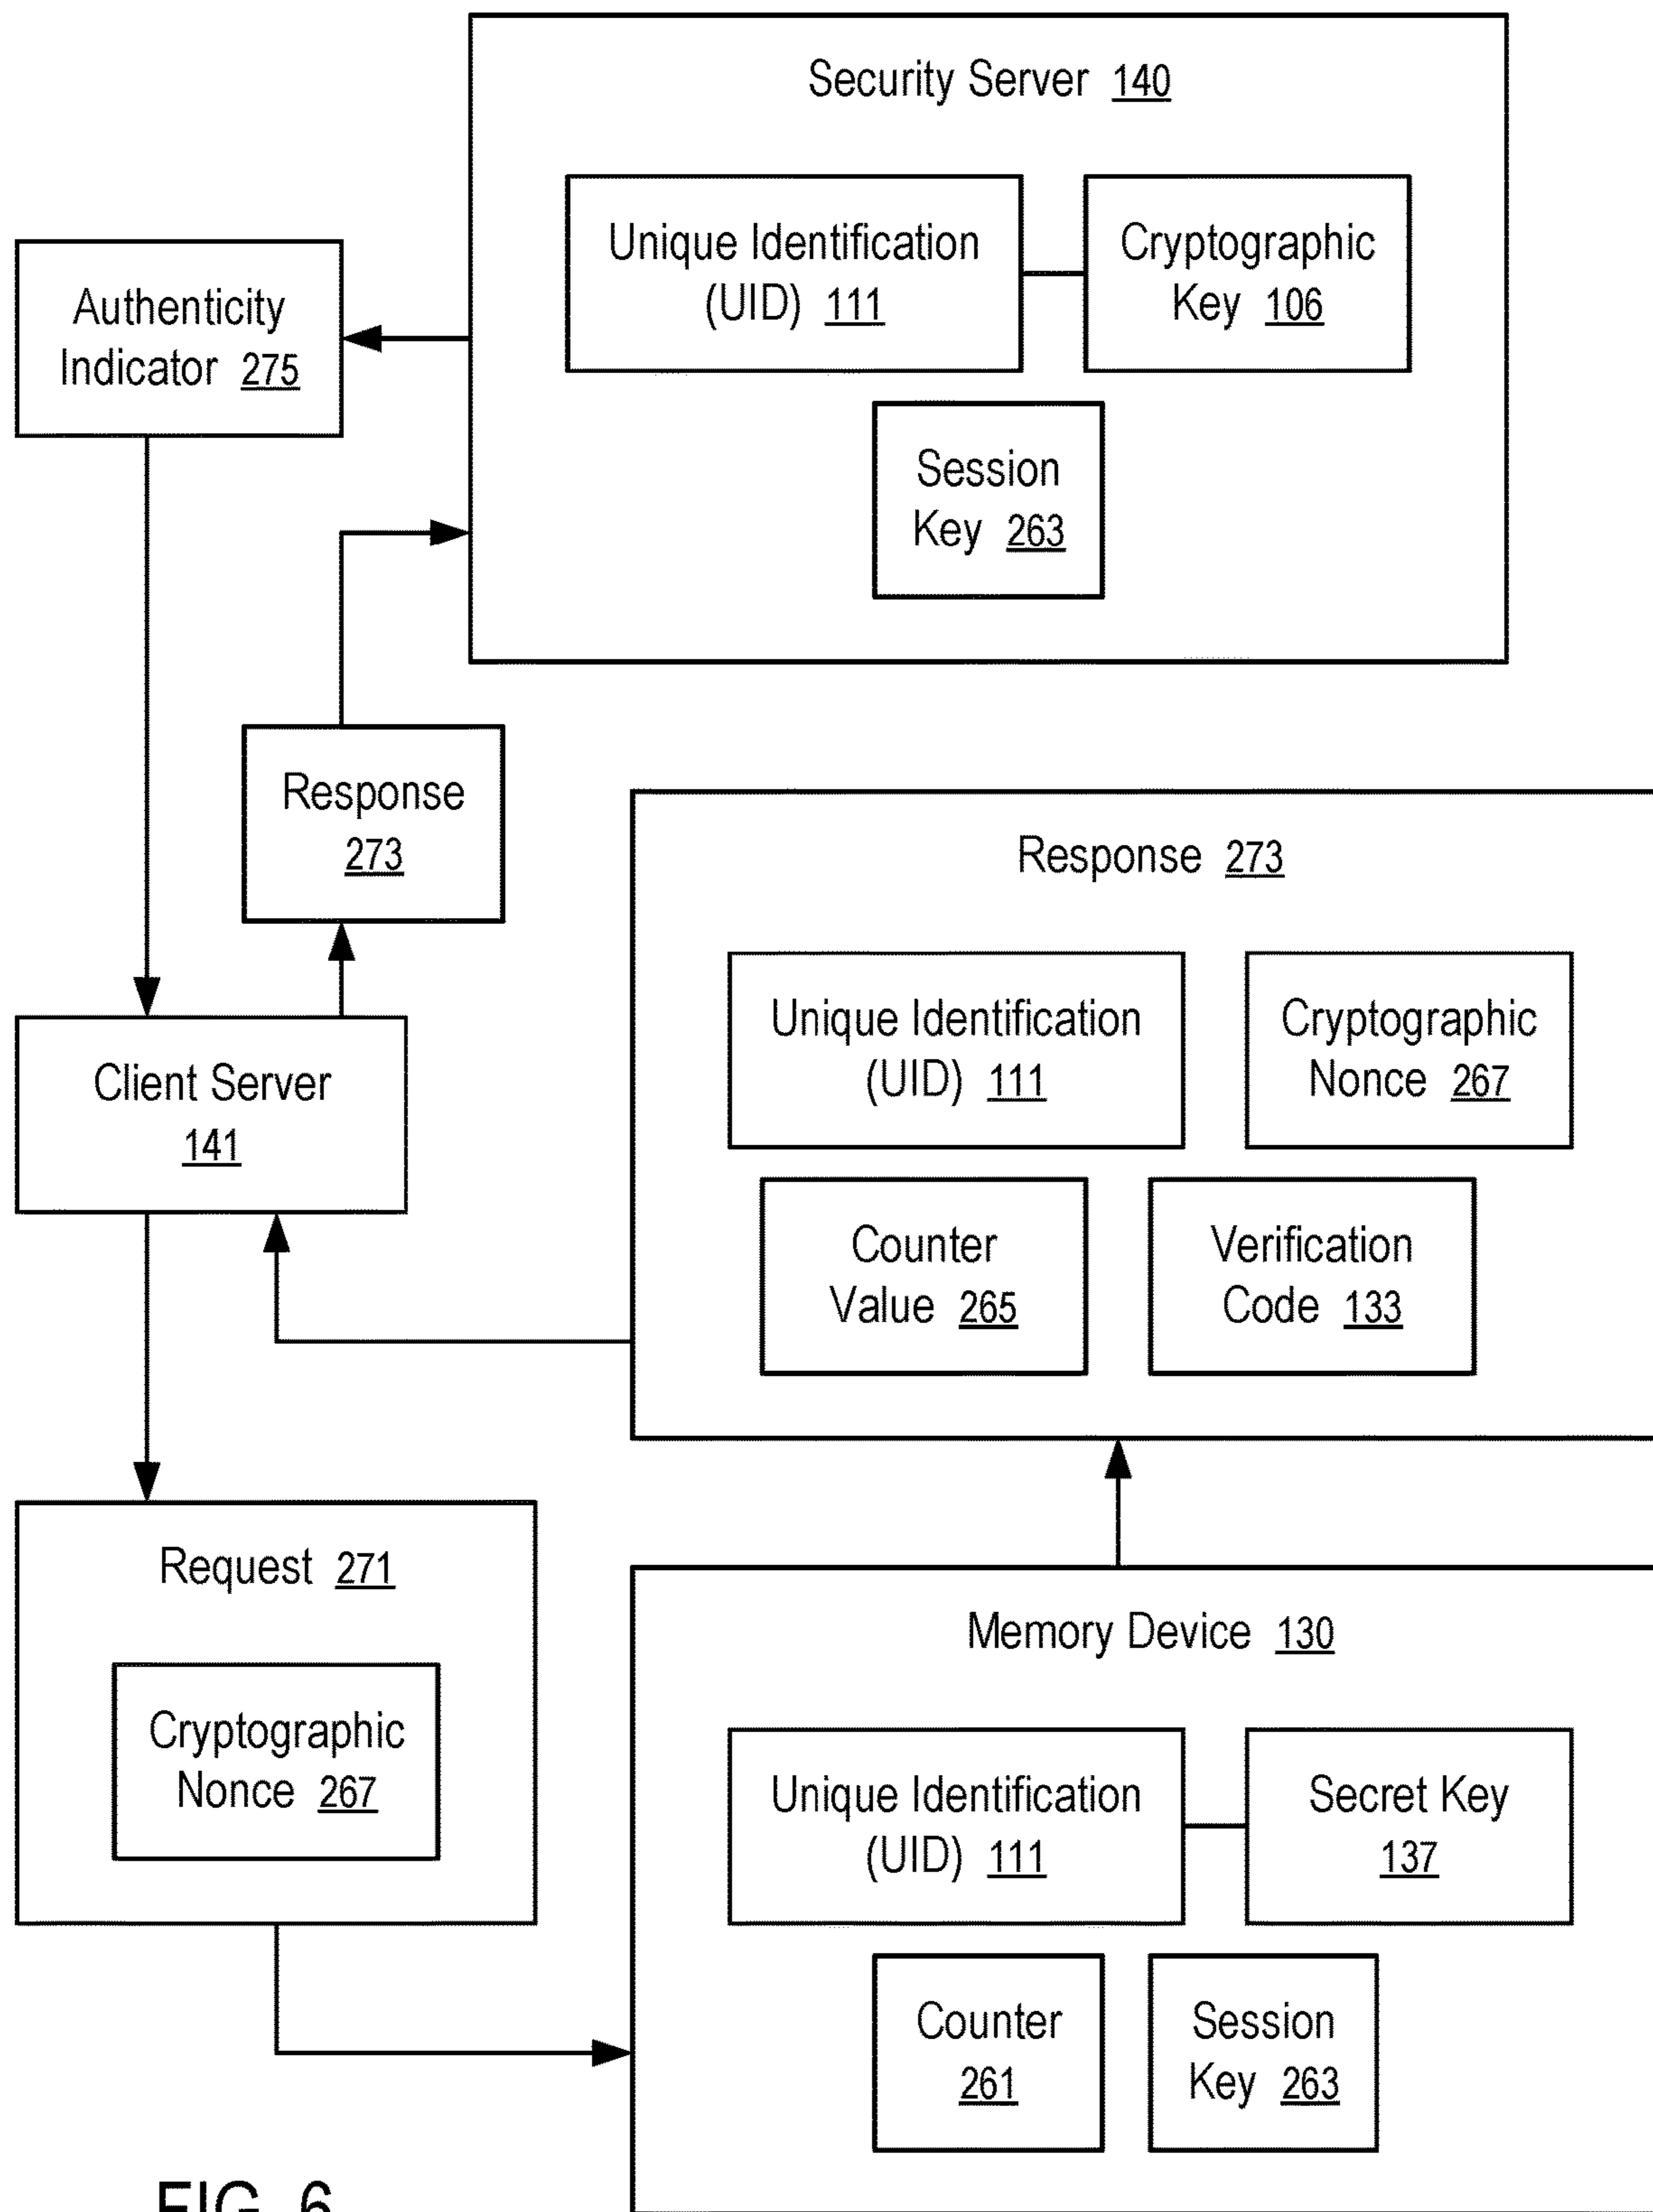 Security Server 140
Unique Identification
(UID) 111
Cryptographic
Key 106
Session
Key 263
Authenticity
Indicator 275
Response
273
Response 273
Unique Identification
(UID) 111
Cryptographic
Nonce 267
Counter
Value 265
Verification
Code 133
Client Server
141
Request 271
Cryptographic
Nonce 267
Memory Device 130
Unique Identification
(UID) 111
Secret Key
137
Counter
261
Session
Key 263
FIG. 6